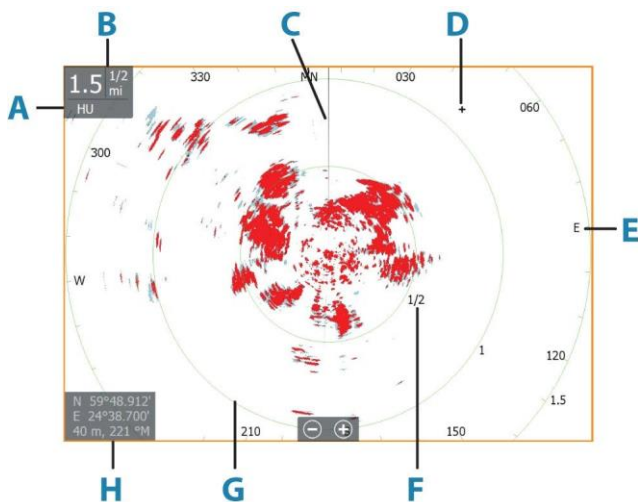 B
C
D
A
1.5 1/2 mi
HU
330
MN
030
060
300
E
E
W
1/2
1
120
1.5
N 59°48.912'
E 24°38.700'
40 m, 221 °M
210
150
H
G
F